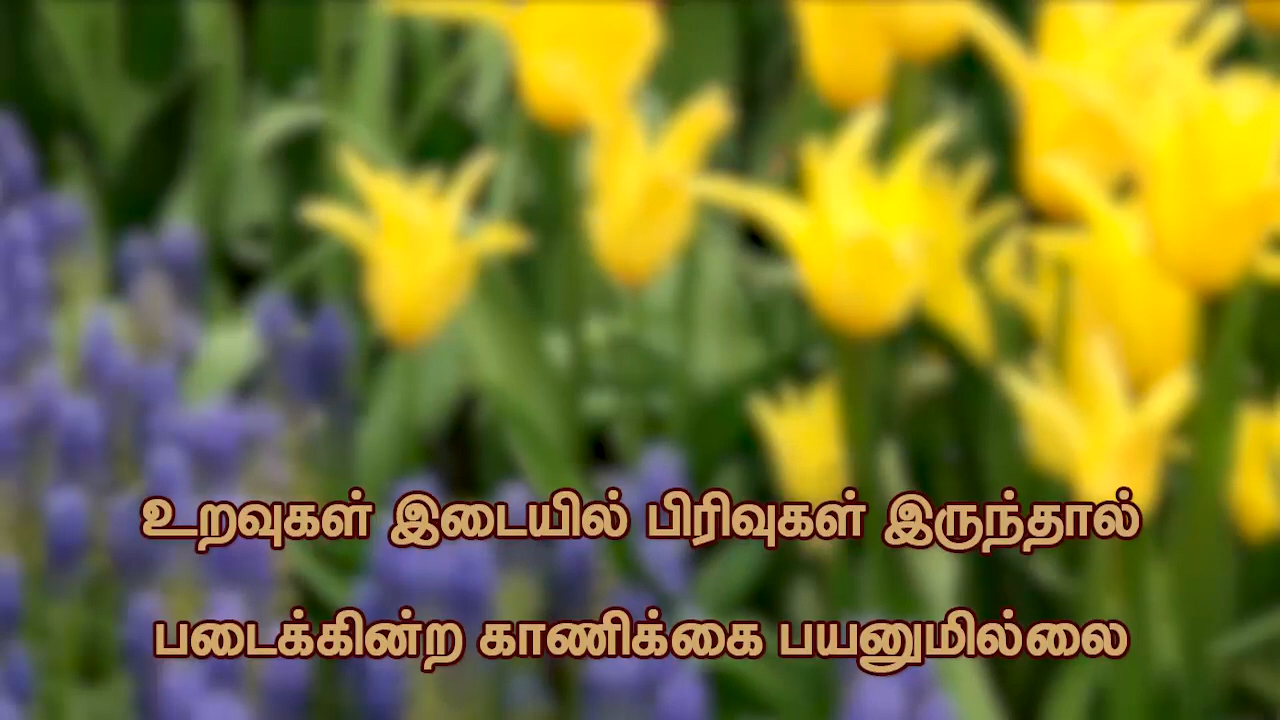 உறவுகள் இடையில் பிரிவுகள் இருந்தால்
படைக்கின்ற காணிக்கை பயனுமில்லை